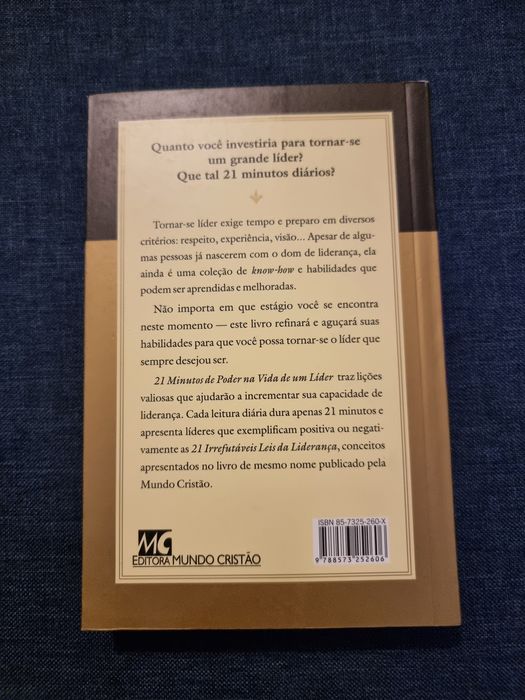 Quanto você investiria para tornar-se
um grande líder?
Que tal 21 minutos diários?
Tornar-se líder exige tempo e preparo em diversos
critérios: respeito, experiência, visão... Apesar de algu-
mas pessoas já nascerem com o dom de liderança, ela
ainda é uma coleção de know-how e habilidades que
podem ser aprendidas e melhoradas.
Não importa em que estágio você se encontra
neste momento — este livro refinará e aguçará suas
habilidades para que você possa tornar-se o líder que
sempre desejou ser.
21 Minutos de Poder na Vida de um Líder traz lições
valiosas que ajudarão a incrementar sua capacidade de
liderança. Cada leitura diária dura apenas 21 minutos e
apresenta líderes que exemplificam positiva ou negati-
vamente as 21 Irrefutáveis Leis da Liderança, conceitos
apresentados no livro de mesmo nome publicado pela
Mundo Cristão.
MC
EDITORA MUNDO CRISTÃO
ISBN 85-7325-260-X
9 788573 252606